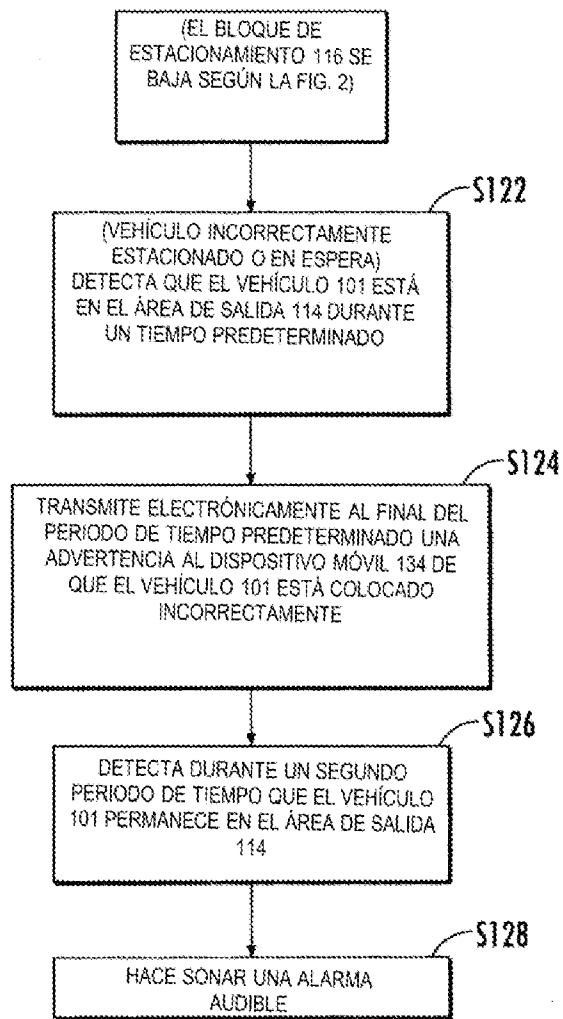 (EL BLOQUE DE
ESTACIONAMIENTO 116 SE
BAJA SEGÚN LA FIG. 2)
S122
(VEHÍCULO INCORRECTAMENTE
ESTACIONADO O EN ESPERA)
DETECTA QUE EL VEHÍCULO 101 ESTÁ
EN EL ÁREA DE SALIDA 114 DURANTE
UN TIEMPO PREDETERMINADO
S124
TRANSMITE ELECTRÓNICAMENTE AL FINAL DEL
PERIODO DE TIEMPO PREDETERMINADO UNA
ADVERTENCIA AL DISPOSITIVO MÓVIL 134 DE
QUE EL VEHÍCULO 101 ESTÁ COLOCADO
INCORRECTAMENTE
S126
DETECTA DURANTE UN SEGUNDO
PERIODO DE TIEMPO QUE EL VEHÍCULO
101 PERMANECE EN EL ÁREA DE SALIDA
114
S128
HACE SONAR UNA ALARMA
AUDIBLE